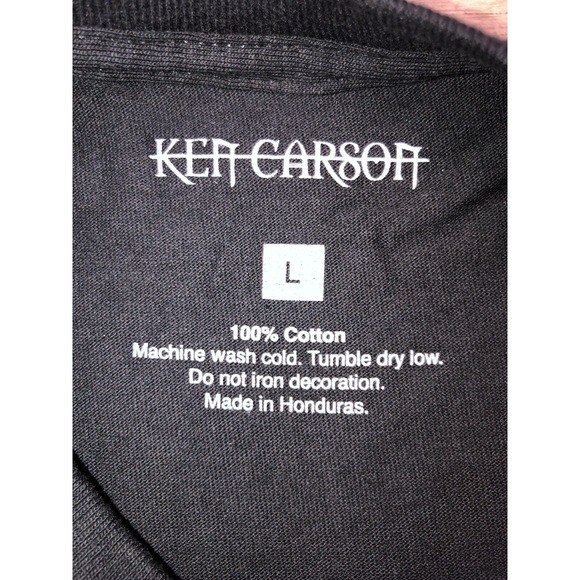 KEN CARSON
L
100% Cotton
Machine wash cold. Tumble dry low.
Do not iron decoration.
Made in Honduras.